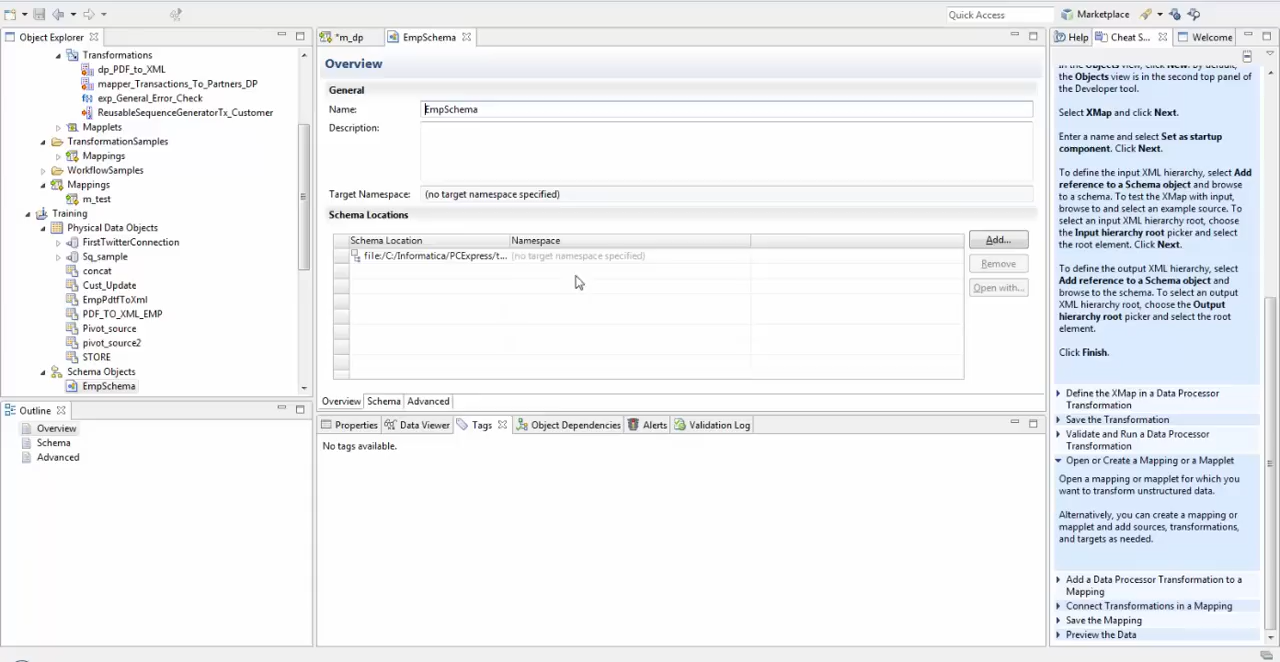 Quick Access
Marketplace
Object Explorer
*m_dp
EmpSchema
Help
Cheat S...
Welcome
Transformations
dp_PDF_to_XML
mapper_Transactions_To_Partners_DP
exp_General_Error_Check
ReusableSequenceGeneratorTx_Customer
Mapplets
TransformationSamples
Mappings
WorkflowSamples
Mappings
m_test
Training
Physical Data Objects
FirstTwitterConnection
Sq_sample
concat
Cust_Update
EmpPdtfToXml
PDF_TO_XML_EMP
Pivot_source
pivot_source2
STORE
Schema Objects
EmpSchema
Outline
Overview
Schema
Advanced
Overview
General
Name:
EmpSchema
Description:
Target Namespace:
(no target namespace specified)
Schema Locations
Schema Location
Namespace
file:/C:/Informatica/PCExpress/t...
(no target namespace specified)
Add...
Remove
Open with...
Overview
Schema
Advanced
Properties
Data Viewer
Tags
Object Dependencies
Alerts
Validation Log
No tags available.
the Objects view is in the second top panel of
the Developer tool.
Select XMap and click Next.
Enter a name and select Set as startup
component. Click Next.
To define the input XML hierarchy, select Add
reference to a Schema object and browse
to a schema. To test the XMap with input,
browse to and select an example source. To
select an input XML hierarchy root, choose
the Input hierarchy root picker and select
the root element. Click Next.
To define the output XML hierarchy, select
Add reference to a Schema object and
browse to the schema. To select an output
XML hierarchy root, choose the Output
hierarchy root picker and select the root
element.
Click Finish.
Define the XMap in a Data Processor
Transformation
Save the Transformation
Validate and Run a Data Processor
Transformation
Open or Create a Mapping or a Mapplet
Open a mapping or mapplet for which you
want to transform unstructured data.
Alternatively, you can create a mapping or
mapplet and add sources, transformations,
and targets as needed.
Add a Data Processor Transformation to a
Mapping
Connect Transformations in a Mapping
Save the Mapping
Preview the Data